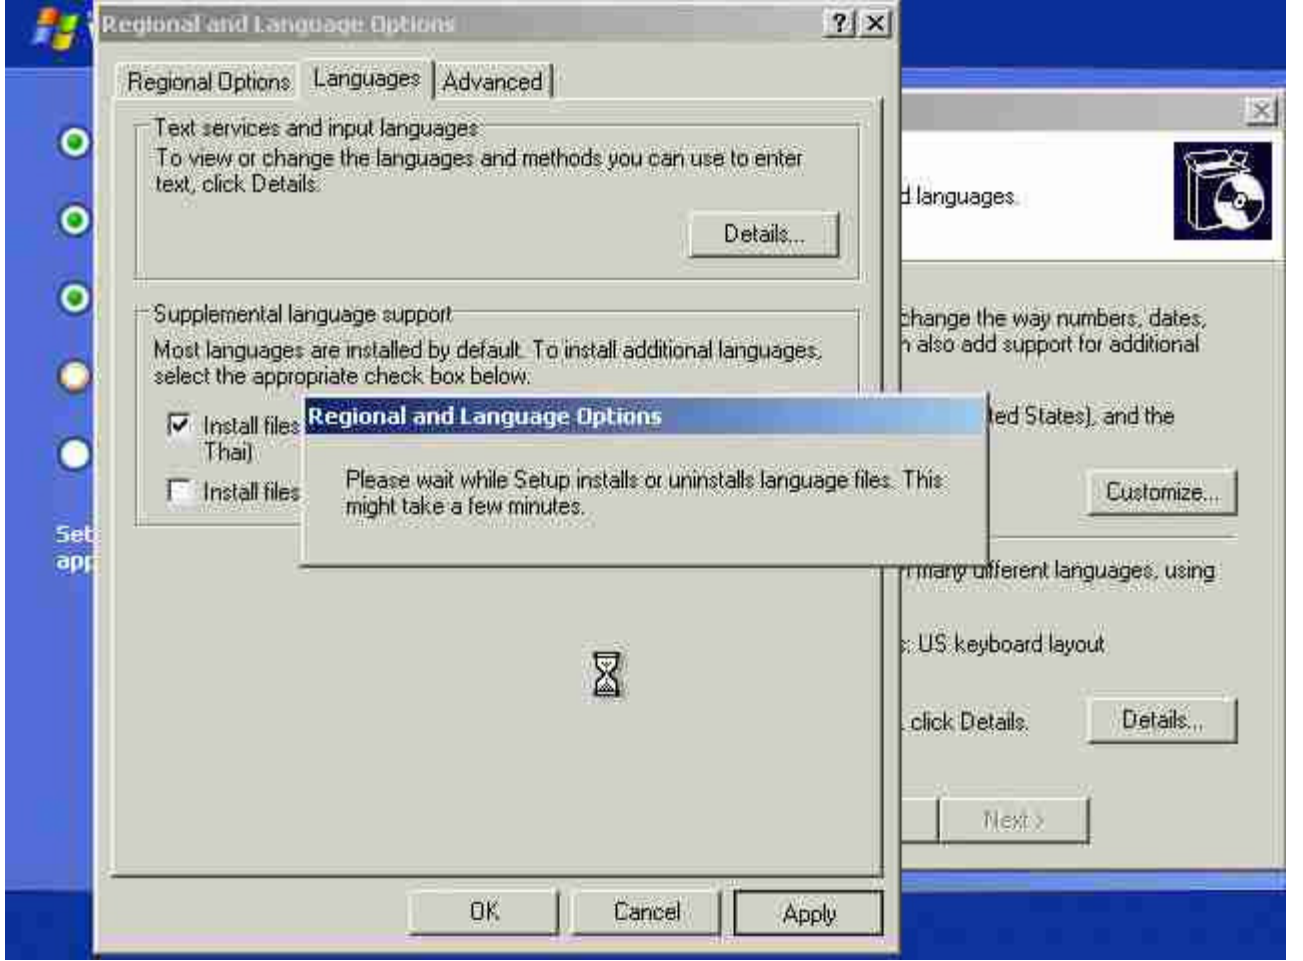 Regional and Language Options
Regional Options
Languages
Advanced
Text services and input languages
To view or change the languages and methods you can use to enter
text, click Details.
Details...
Supplemental language support
Most languages are installed by default. To install additional languages,
select the appropriate check box below.
Install files
Thai)
Install files
Regional and Language Options
Please wait while Setup installs or uninstalls language files. This
might take a few minutes.
OK
Cancel
Apply
d languages.
change the way numbers, dates,
n also add support for additional
ted States), and the
Customize...
many different languages, using
s: US keyboard layout
click Details.
Details...
Next >
Set
app